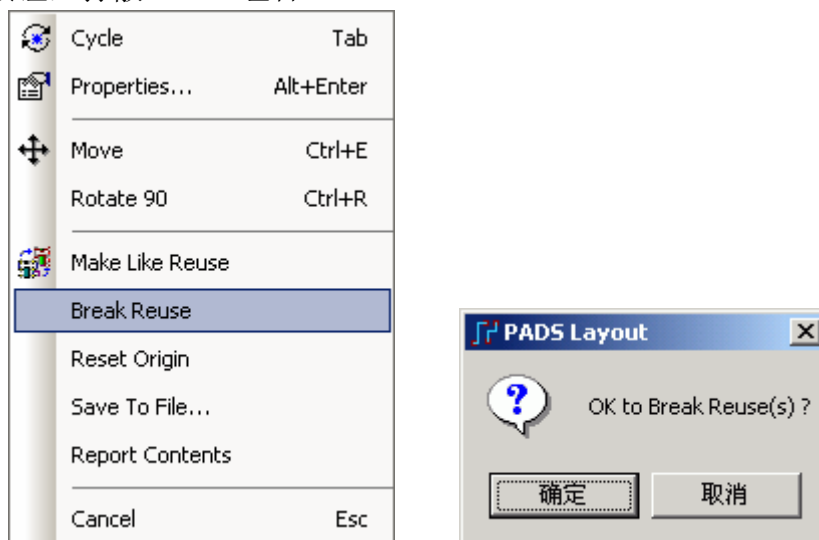 Cycle Tab
Properties... Alt+Enter
Move Ctrl+E
Rotate 90 Ctrl+R
Make Like Reuse
Break Reuse
Reset Origin
Save To File...
Report Contents
Cancel Esc
PADS Layout
OK to Break Reuse(s) ?
确定 取消